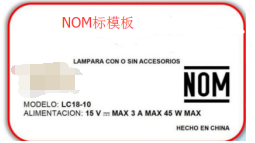 NOM标模板
LAMPARA CON O SIN ACCESORIOS
NOM
MODELO: LC18-10
ALIMENTACION: 15 V ⎓ MAX 3 A MAX 45 W MAX
HECHO EN CHINA